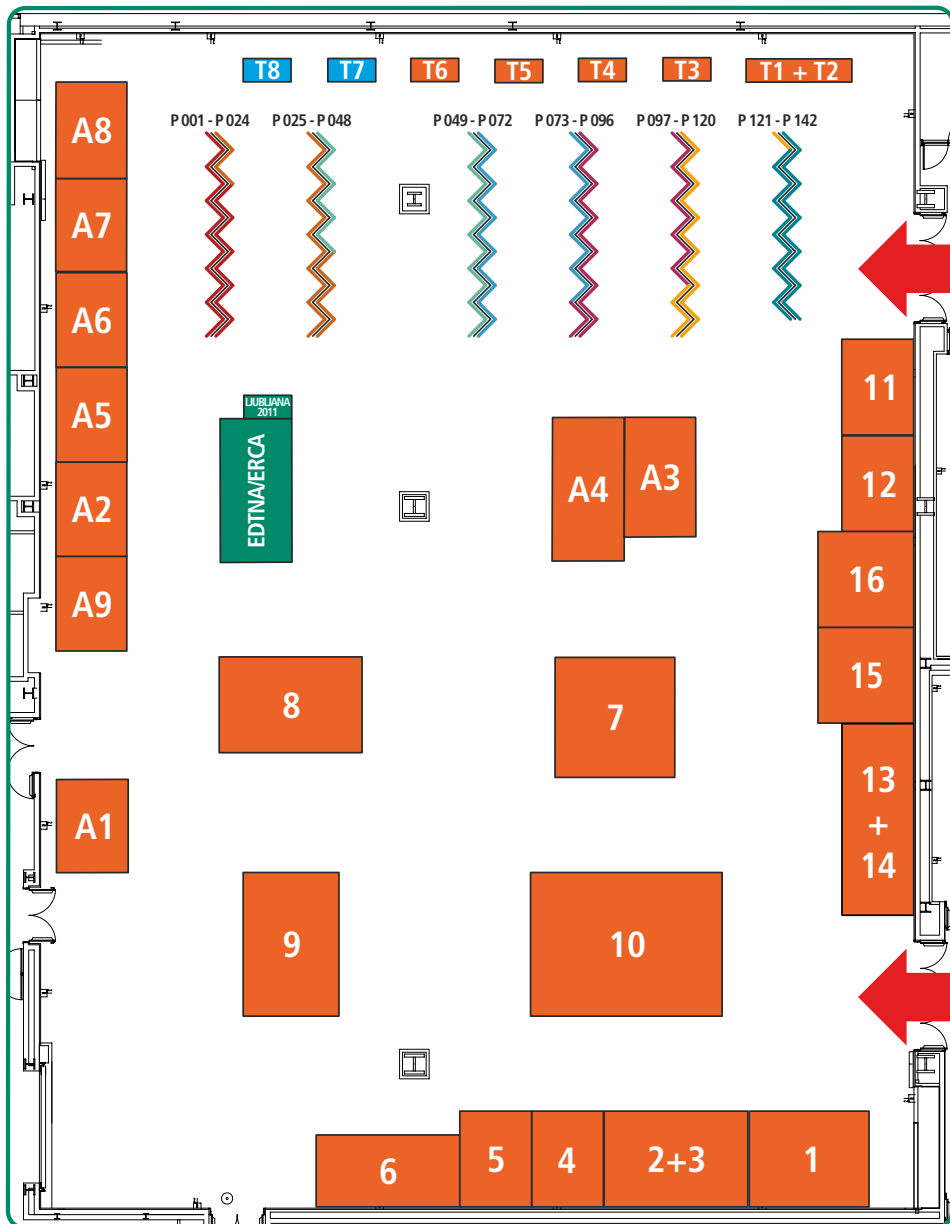 T8 T7 T6 T5 T4 T3 T1 + T2
P 001 - P 024 P 025 - P 048 P 049 - P 072 P 073 - P 096 P 097 - P 120 P 121 - P 142
A8
A7
A6
A5
A2
A9
A1
LJUBLJANA
2011
EDTNA/ERCA
A4 A3
11
12
16
15
13
+
14
8 7
9 10
6 5 4 2+3 1